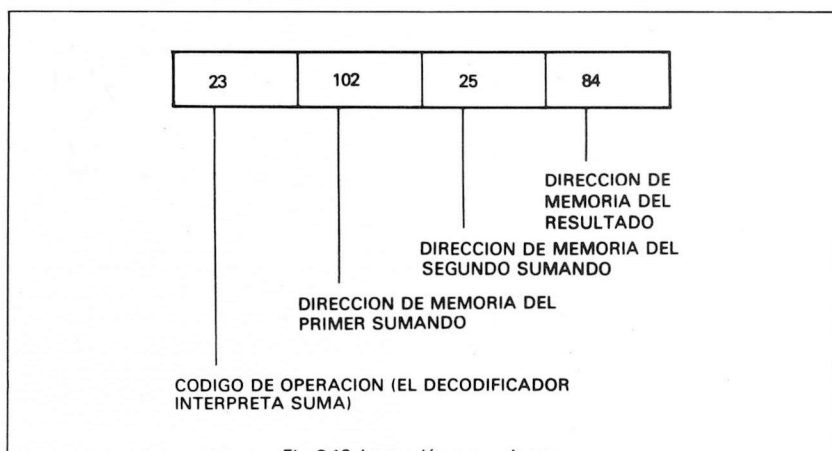 23 102 25 84
DIRECCION DE
MEMORIA DEL
RESULTADO
DIRECCION DE MEMORIA DEL
SEGUNDO SUMANDO
DIRECCION DE MEMORIA DEL
PRIMER SUMANDO
CODIGO DE OPERACION (EL DECODIFICADOR
INTERPRETA SUMA)